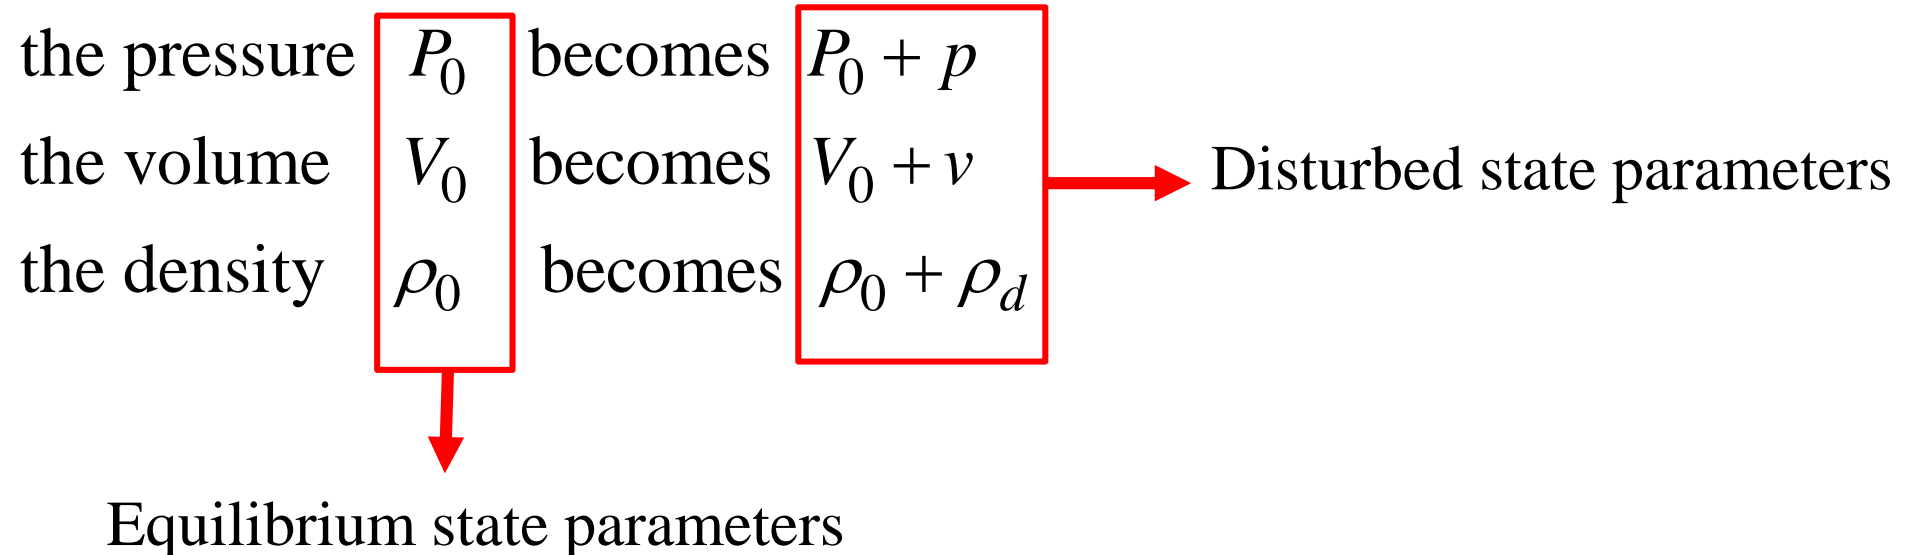 the pressure P₀ becomes P₀ + p
the volume V₀ becomes V₀ + v
Disturbed state parameters
the density ρ₀ becomes ρ₀ + ρ_d
Equilibrium state parameters